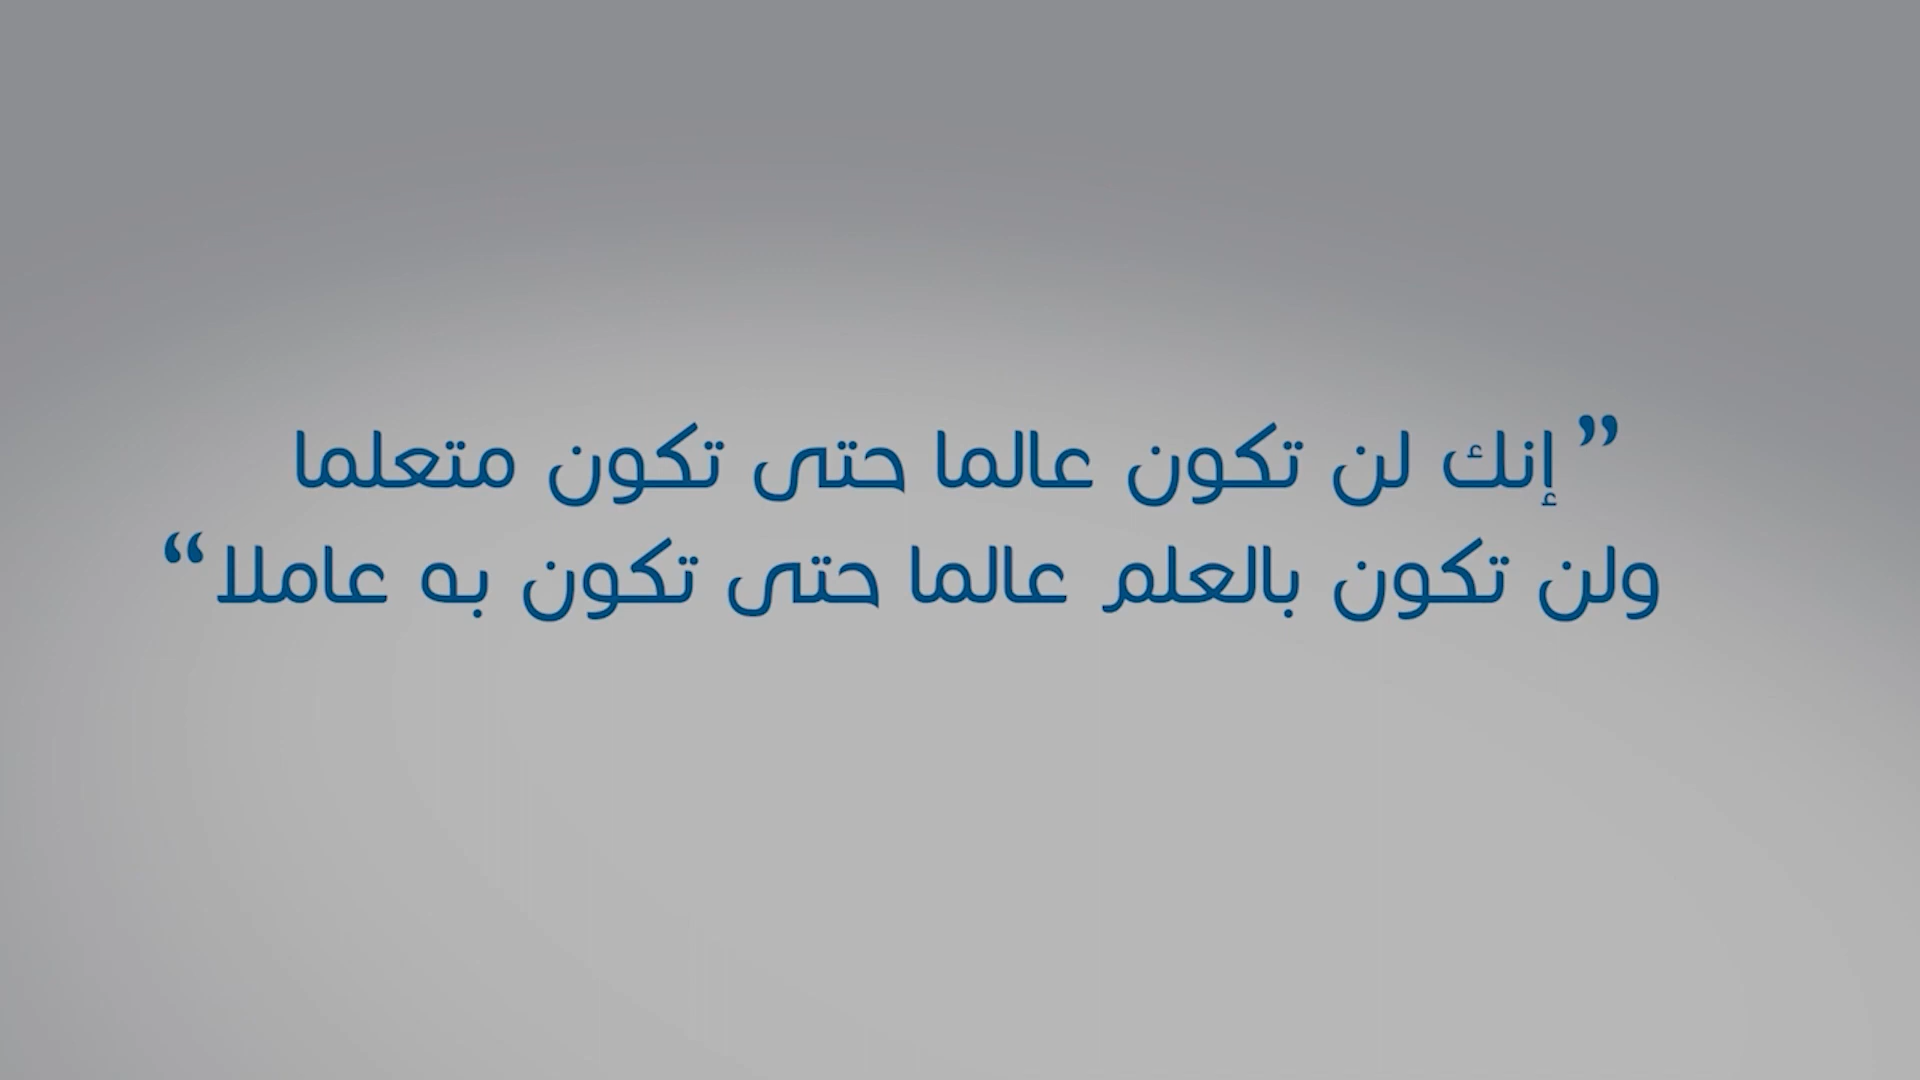 ”إنك لن تكون عالما حتى تكون متعلما
ولن تكون بالعلم عالما حتى تكون به عاملا“